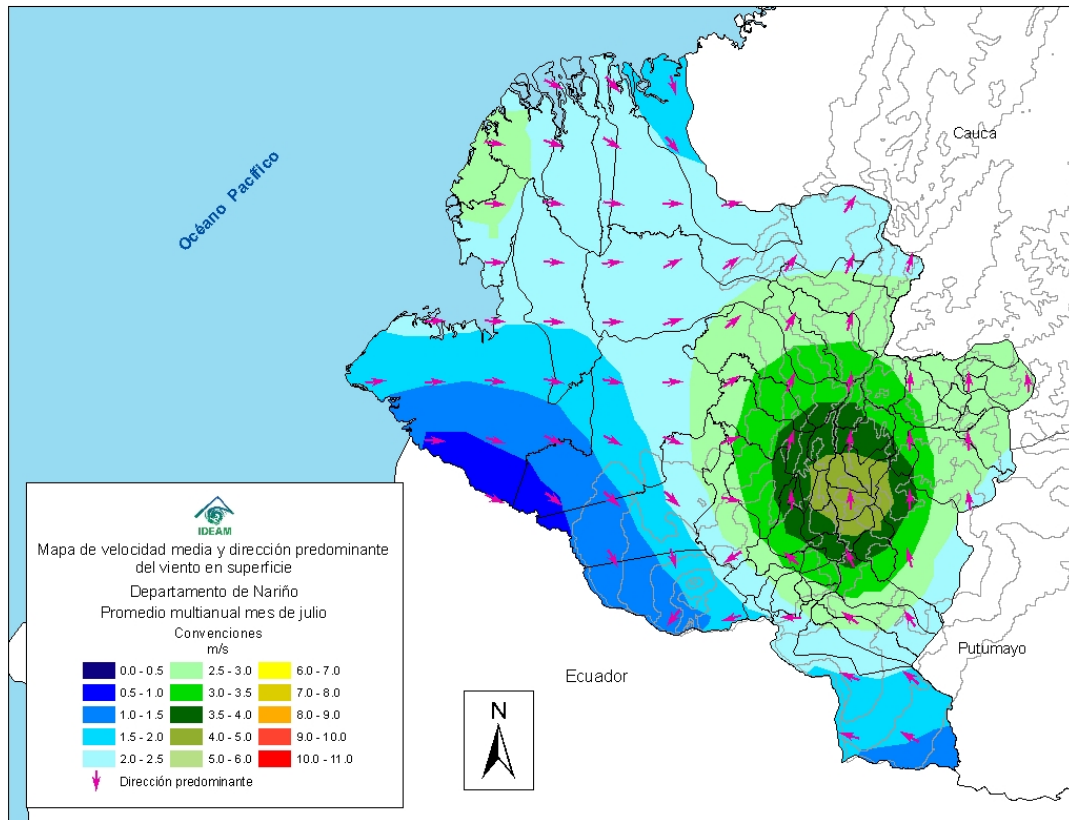 Cauca
Océano Pacífico
IDEAM
Mapa de velocidad media y dirección predominante
del viento en superficie
Departamento de Nariño
Promedio multianual mes de julio
Convenciones
m/s
0.0 - 0.5
2.5 - 3.0
6.0 - 7.0
0.5 - 1.0
3.0 - 3.5
7.0 - 8.0
1.0 - 1.5
3.5 - 4.0
8.0 - 9.0
1.5 - 2.0
4.0 - 5.0
9.0 - 10.0
2.0 - 2.5
5.0 - 6.0
10.0 - 11.0
Dirección predominante
Ecuador
N
Putumayo